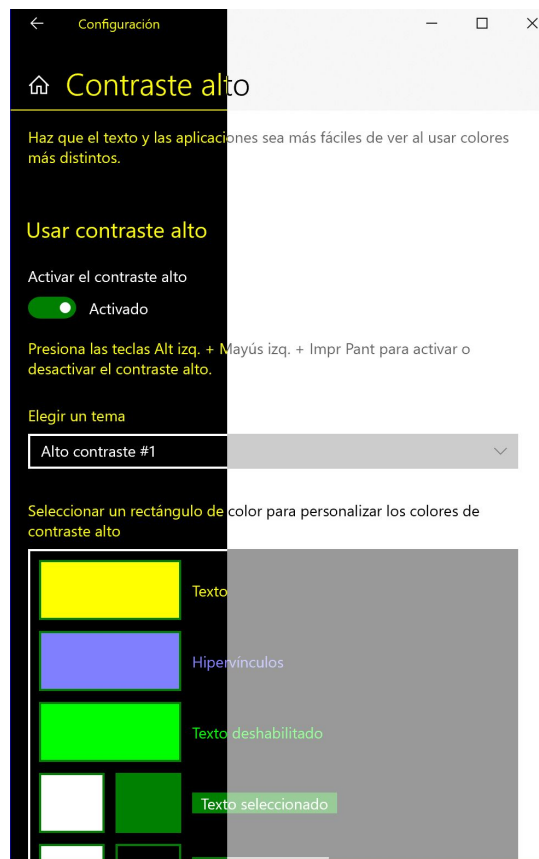 Configuración
Contraste alto
Haz que el texto y las aplicaciones sea más fáciles de ver al usar colores
más distintos.
Usar contraste alto
Activar el contraste alto
Activado
Presiona las teclas Alt izq. + Mayús izq. + Impr Pant para activar o
desactivar el contraste alto.
Elegir un tema
Alto contraste #1
Seleccionar un rectángulo de color para personalizar los colores de
contraste alto
Texto
Hipervínculos
Texto deshabilitado
Texto seleccionado